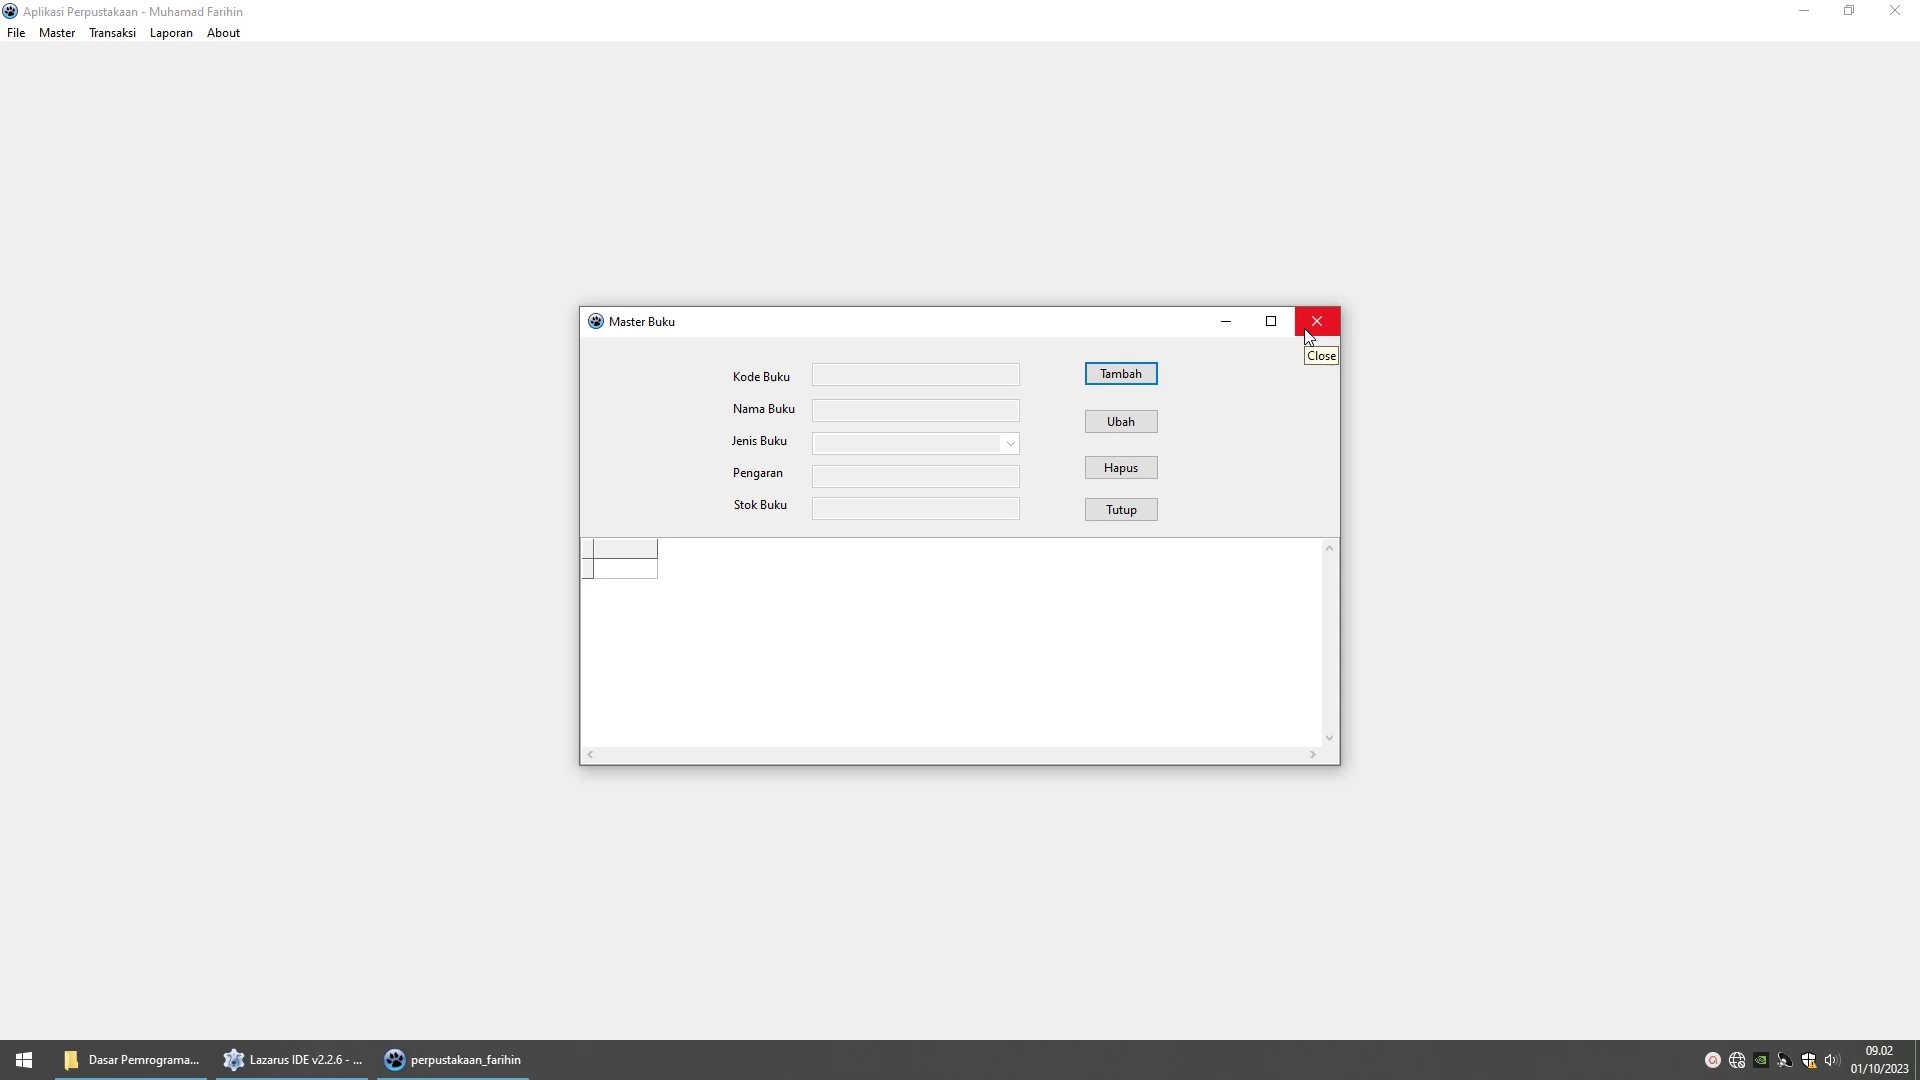 Aplikasi Perpustakaan - Muhamad Farihin
File Master Transaksi Laporan About
Master Buku
Close
Kode Buku
Tambah
Nama Buku
Ubah
Jenis Buku
Hapus
Pengaran
Stok Buku
Tutup
Dasar Pemrograma... Lazarus IDE v2.2.6 - ... perpustakaan_farihin
09.02
01/10/2023